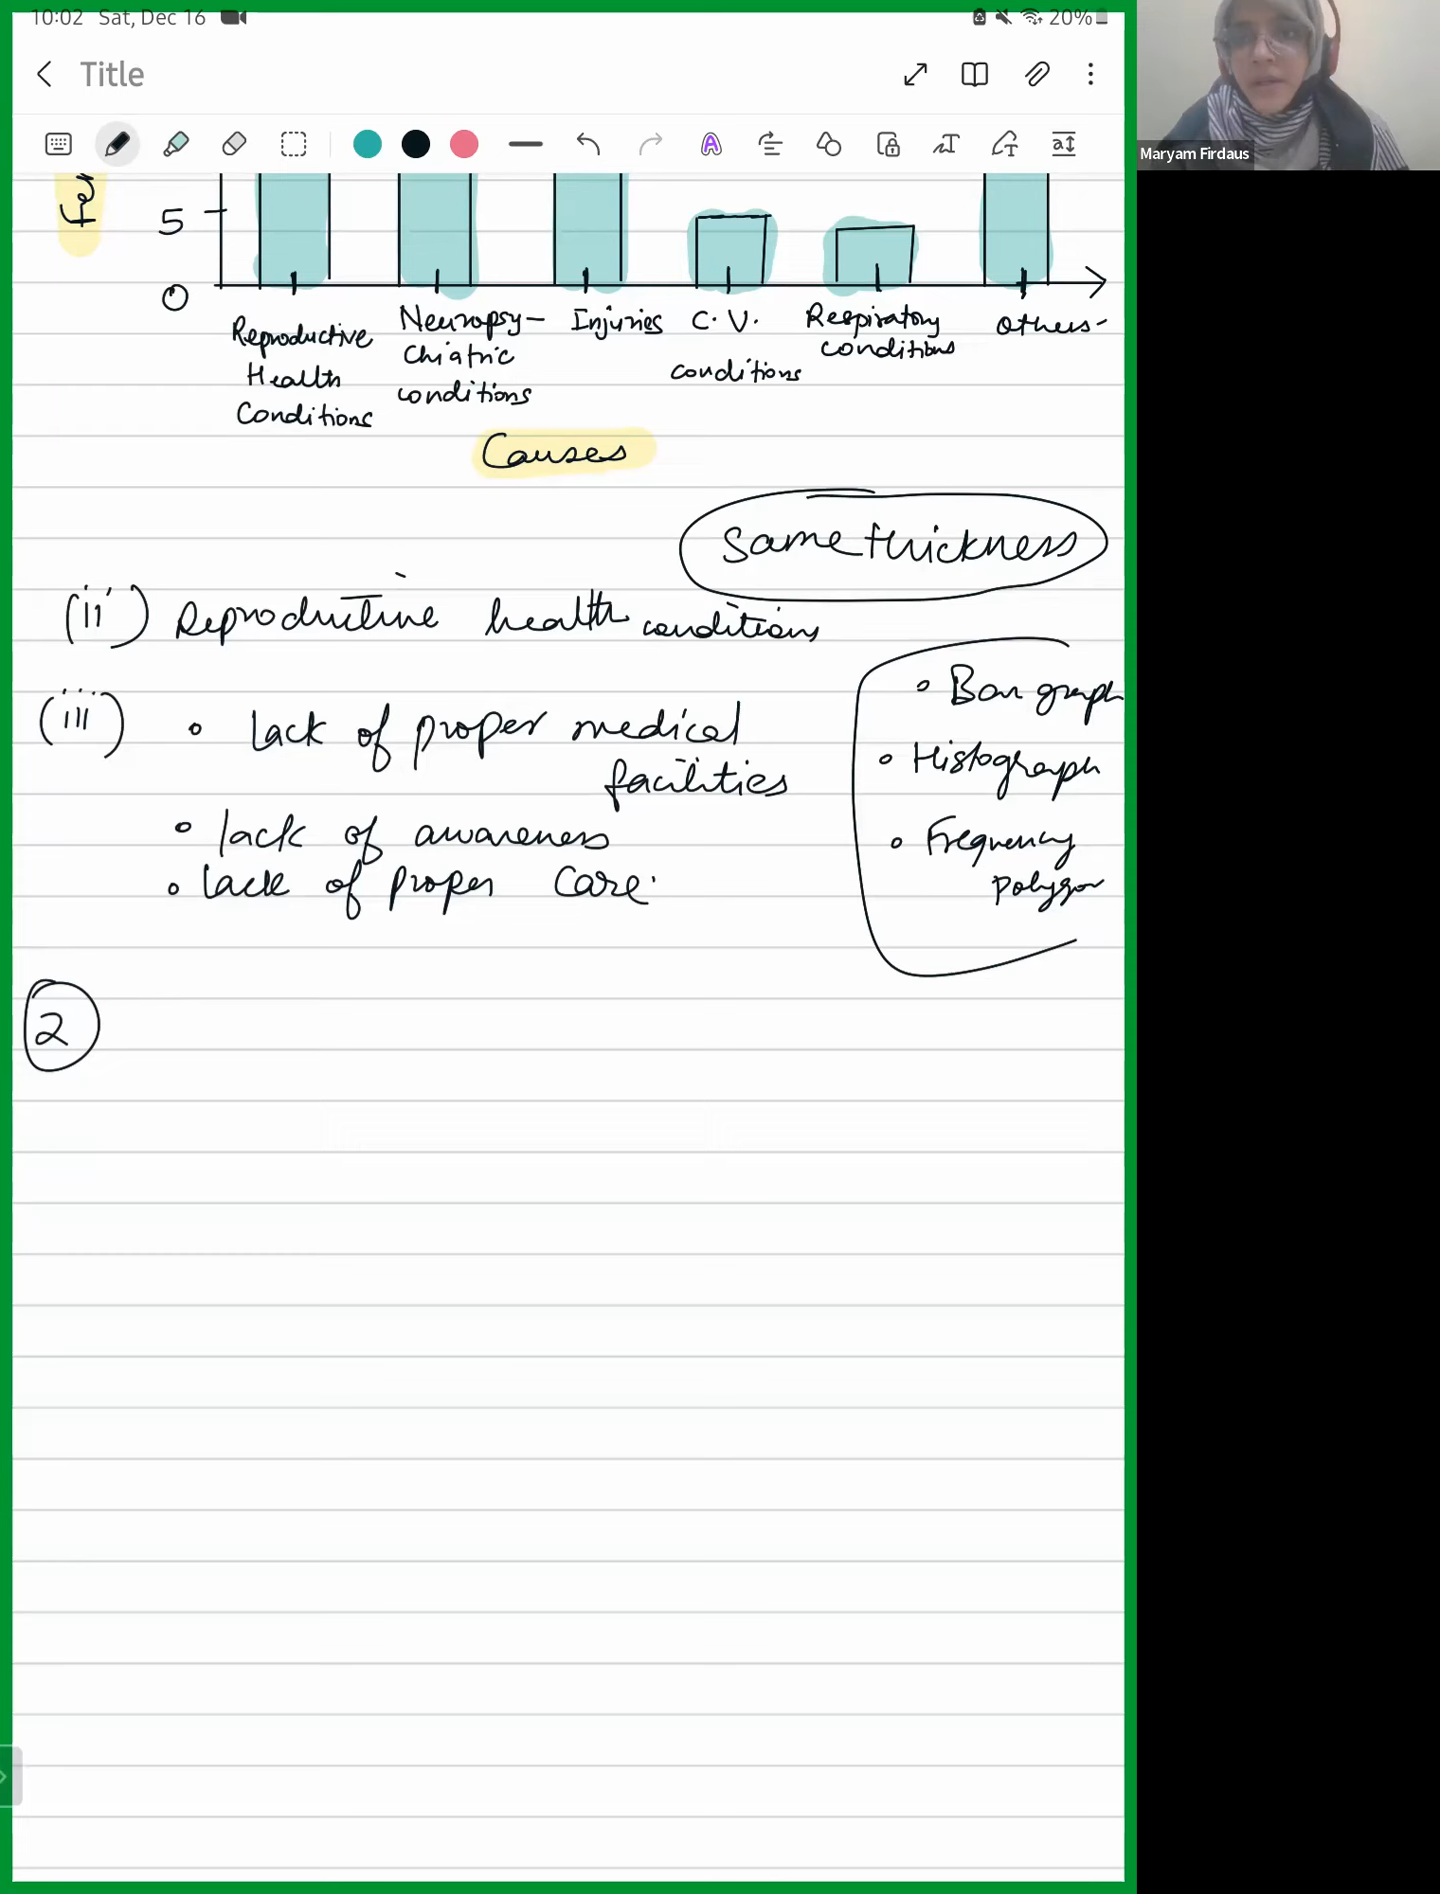 10:02 Sat, Dec 16
20%
Maryam Firdaus
Title
5
0
Reproductive
Health
Conditions
Neuropsy-
chiatric
conditions
Injuries
C. V.
conditions
Respiratory
conditions
others-
Causes
Same thickness
(ii) Reproductive health conditions
(iii) • Lack of proper medical
facilities
• lack of awareness
• Lack of proper care.
• Bar graph
• Histograph
• Frequency
polygon
2